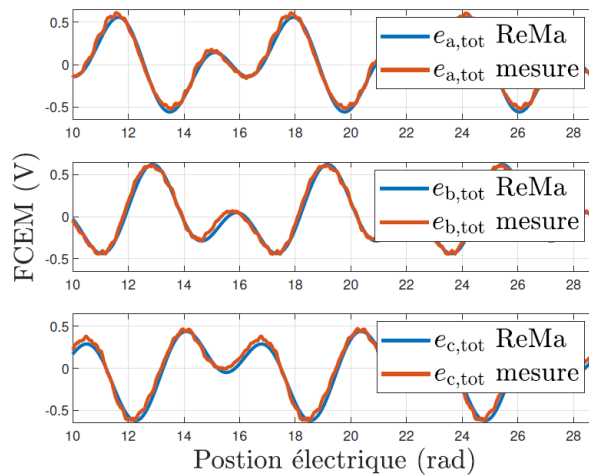 0.5
0
-0.5
e_a,tot ReMa
e_a,tot mesure
10 12 14 16 18 20 22 24 26 28
FCEM (V)
0.5
0
-0.5
e_b,tot ReMa
e_b,tot mesure
10 12 14 16 18 20 22 24 26 28
0.5
0
-0.5
e_c,tot ReMa
e_c,tot mesure
10 12 14 16 18 20 22 24 26 28
Postion électrique (rad)